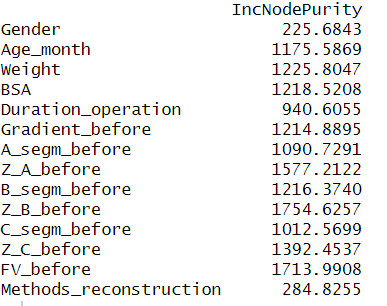 IncNodePurity
Gender 225.6843
Age_month 1175.5869
Weight 1225.8047
BSA 1218.5208
Duration_operation 940.6055
Gradient_before 1214.8895
A_segm_before 1090.7291
Z_A_before 1577.2122
B_segm_before 1216.3740
Z_B_before 1754.6257
C_segm_before 1012.5699
Z_C_before 1392.4537
FV_before 1713.9908
Methods_reconstruction 284.8255